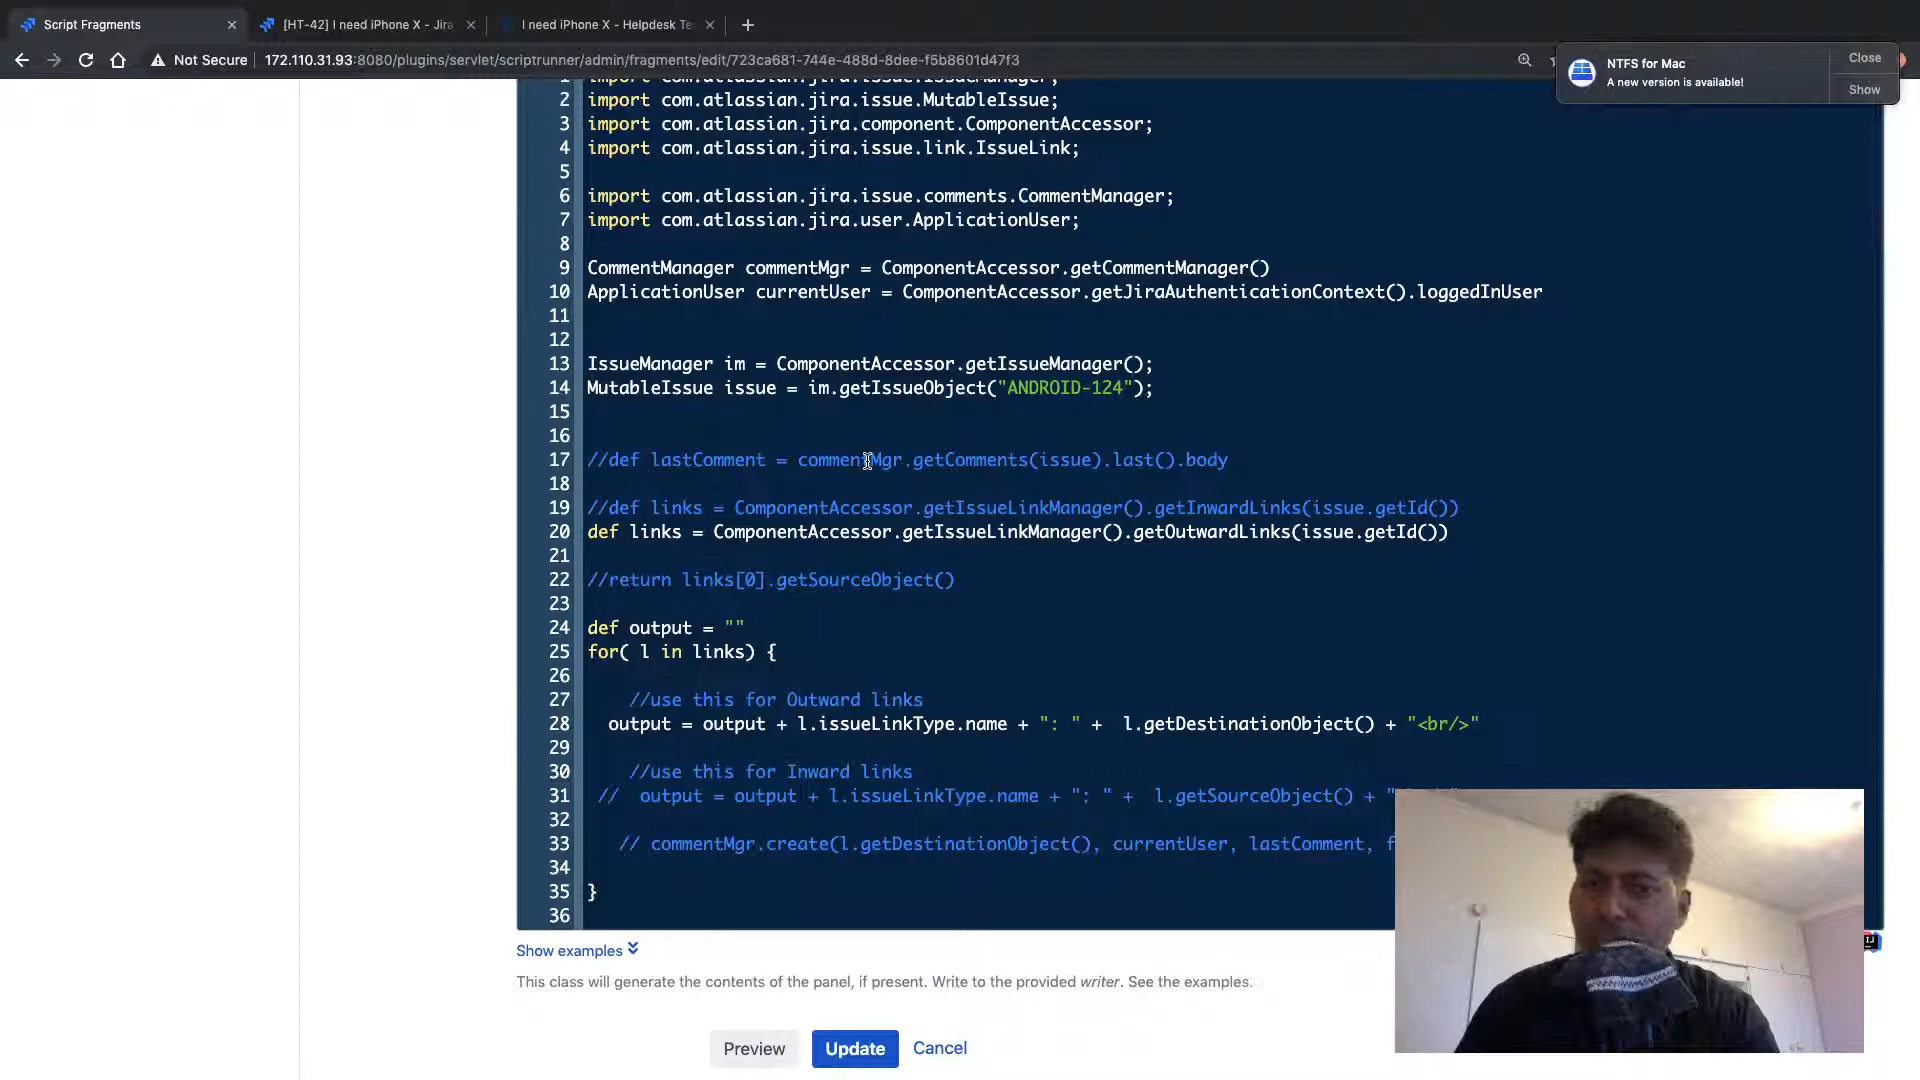 Script Fragments
[HT-42] I need iPhone X - Jira
I need iPhone X - Helpdesk Te
Not Secure
172.110.31.93:8080/plugins/servlet/scriptrunner/admin/fragments/edit/723ca681-744e-488d-8dee-f5b8601d47f3
NTFS for Mac
A new version is available!
Close
Show
2 import com.atlassian.jira.issue.MutableIssue;
3 import com.atlassian.jira.component.ComponentAccessor;
4 import com.atlassian.jira.issue.link.IssueLink;
5
6 import com.atlassian.jira.issue.comments.CommentManager;
7 import com.atlassian.jira.user.ApplicationUser;
8
9 CommentManager commentMgr = ComponentAccessor.getCommentManager()
10 ApplicationUser currentUser = ComponentAccessor.getJiraAuthenticationContext().loggedInUser
11
12
13 IssueManager im = ComponentAccessor.getIssueManager();
14 MutableIssue issue = im.getIssueObject("ANDROID-124");
15
16
17 //def lastComment = commentMgr.getComments(issue).last().body
18
19 //def links = ComponentAccessor.getIssueLinkManager().getInwardLinks(issue.getId())
20 def links = ComponentAccessor.getIssueLinkManager().getOutwardLinks(issue.getId())
21
22 //return links[0].getSourceObject()
23
24 def output = ""
25 for( l in links) {
26
27 //use this for Outward links
28 output = output + l.issueLinkType.name + ": " + l.getDestinationObject() + "<br/>"
29
30 //use this for Inward links
31 // output = output + l.issueLinkType.name + ": " + l.getSourceObject() + "
32
33 // commentMgr.create(l.getDestinationObject(), currentUser, lastComment, f
34
35 }
36
Show examples
This class will generate the contents of the panel, if present. Write to the provided writer. See the examples.
Preview
Update
Cancel